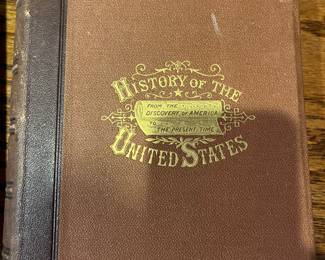 HISTORY OF THE
FROM THE
DISCOVERY OF AMERICA
TO
THE PRESENT TIME
UNITED STATES